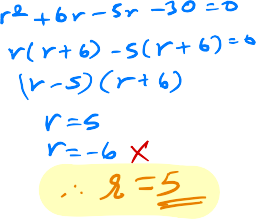 r² + 6r - 5r - 30 = 0
r(r+6) - 5(r+6) = 0
(r-5)(r+6)
r = 5
r = -6 ✗
∴ r = 5